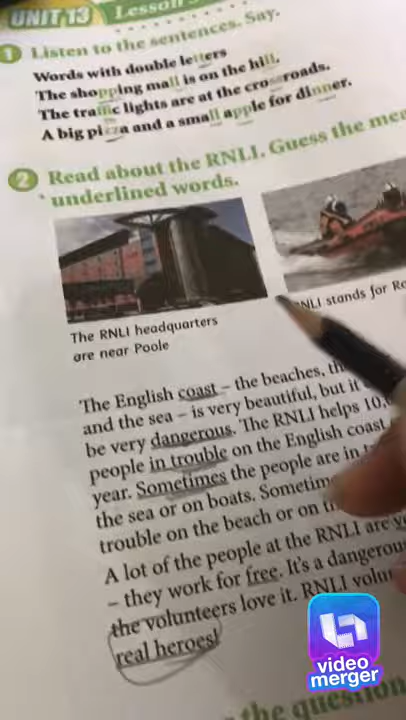 UNIT 13 Lesson
1 Listen to the sentences. Say.
Words with double letters
The shopping mall is on the hill.
The traffic lights are at the crossroads.
A big pizza and a small apple for dinner.
2 Read about the RNLI. Guess the
underlined words.
The RNLI headquarters
are near Poole
RNLI stands for
The English coast – the beaches,
and the sea – is very beautiful, but it
be very dangerous. The RNLI helps
people in trouble on the English coast
year. Sometimes the people are in
the sea or on boats.
trouble on the beach or on
A lot of the people at the RNLI are
– they work for free. It's a dangerous
the volunteers love it. RNLI
real heroes!
the question
video
merger